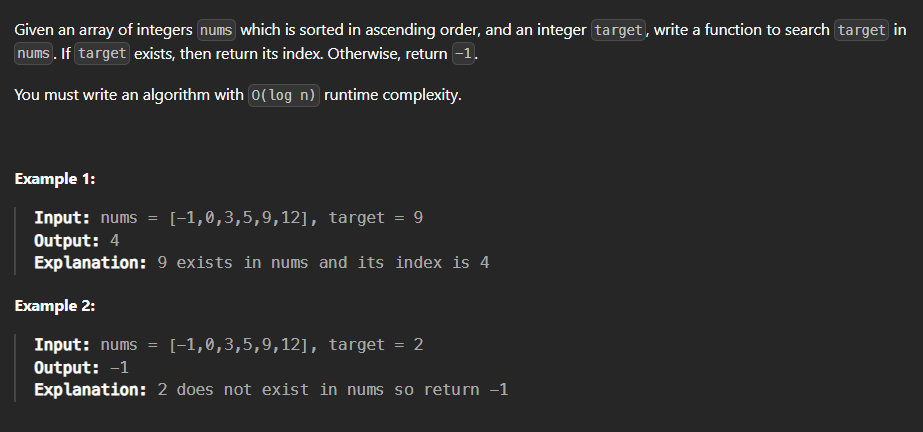 Given an array of integers nums which is sorted in ascending order, and an integer target, write a function to search target in
nums. If target exists, then return its index. Otherwise, return -1.
You must write an algorithm with O(log n) runtime complexity.
Example 1:
Input: nums = [-1,0,3,5,9,12], target = 9
Output: 4
Explanation: 9 exists in nums and its index is 4
Example 2:
Input: nums = [-1,0,3,5,9,12], target = 2
Output: -1
Explanation: 2 does not exist in nums so return -1